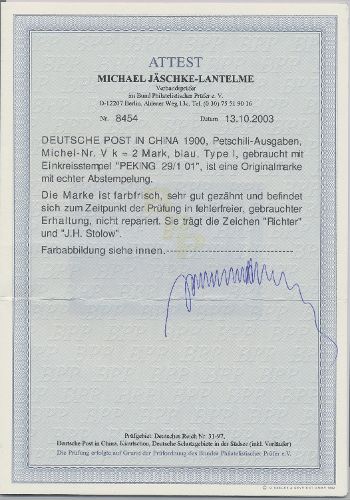 ATTEST
MICHAEL JÄSCHKE-LANTELME
Verbandsprüfer
im Bund Philatelistischer Prüfer e. V.
D-12207 Berlin, Ahlener Weg 13c, Tel. (0 30) 75 51 90 16
Nr. 8454 DATUM 13.10.2003
DEUTSCHE POST IN CHINA 1900, Petschili-Ausgaben,
Michel-Nr. V k = 2 Mark, blau, Type I, gebraucht mit
Einkreisstempel "PEKING 29/1 01", ist eine Originalmarke
mit echter Abstempelung.
Die Marke ist farbfrisch, sehr gut gezähnt und befindet
sich zum Zeitpunkt der Prüfung in fehlerfreier, gebrauchter
Erhaltung, nicht repariert. Sie trägt die Zeichen "Richter"
und "J.H. Stolow".
Farbabbildung siehe innen.
Prüfgebiet: Deutsches Reich Nr. 31-97,
Deutsche Post in China, Kiautschou, Deutsche Schutzgebiete in der Südsee (inkl. Vorläufer)
Die Prüfung erfolgte auf Grund der Prüfordnung des Bundes Philatelistischer Prüfer e.V.